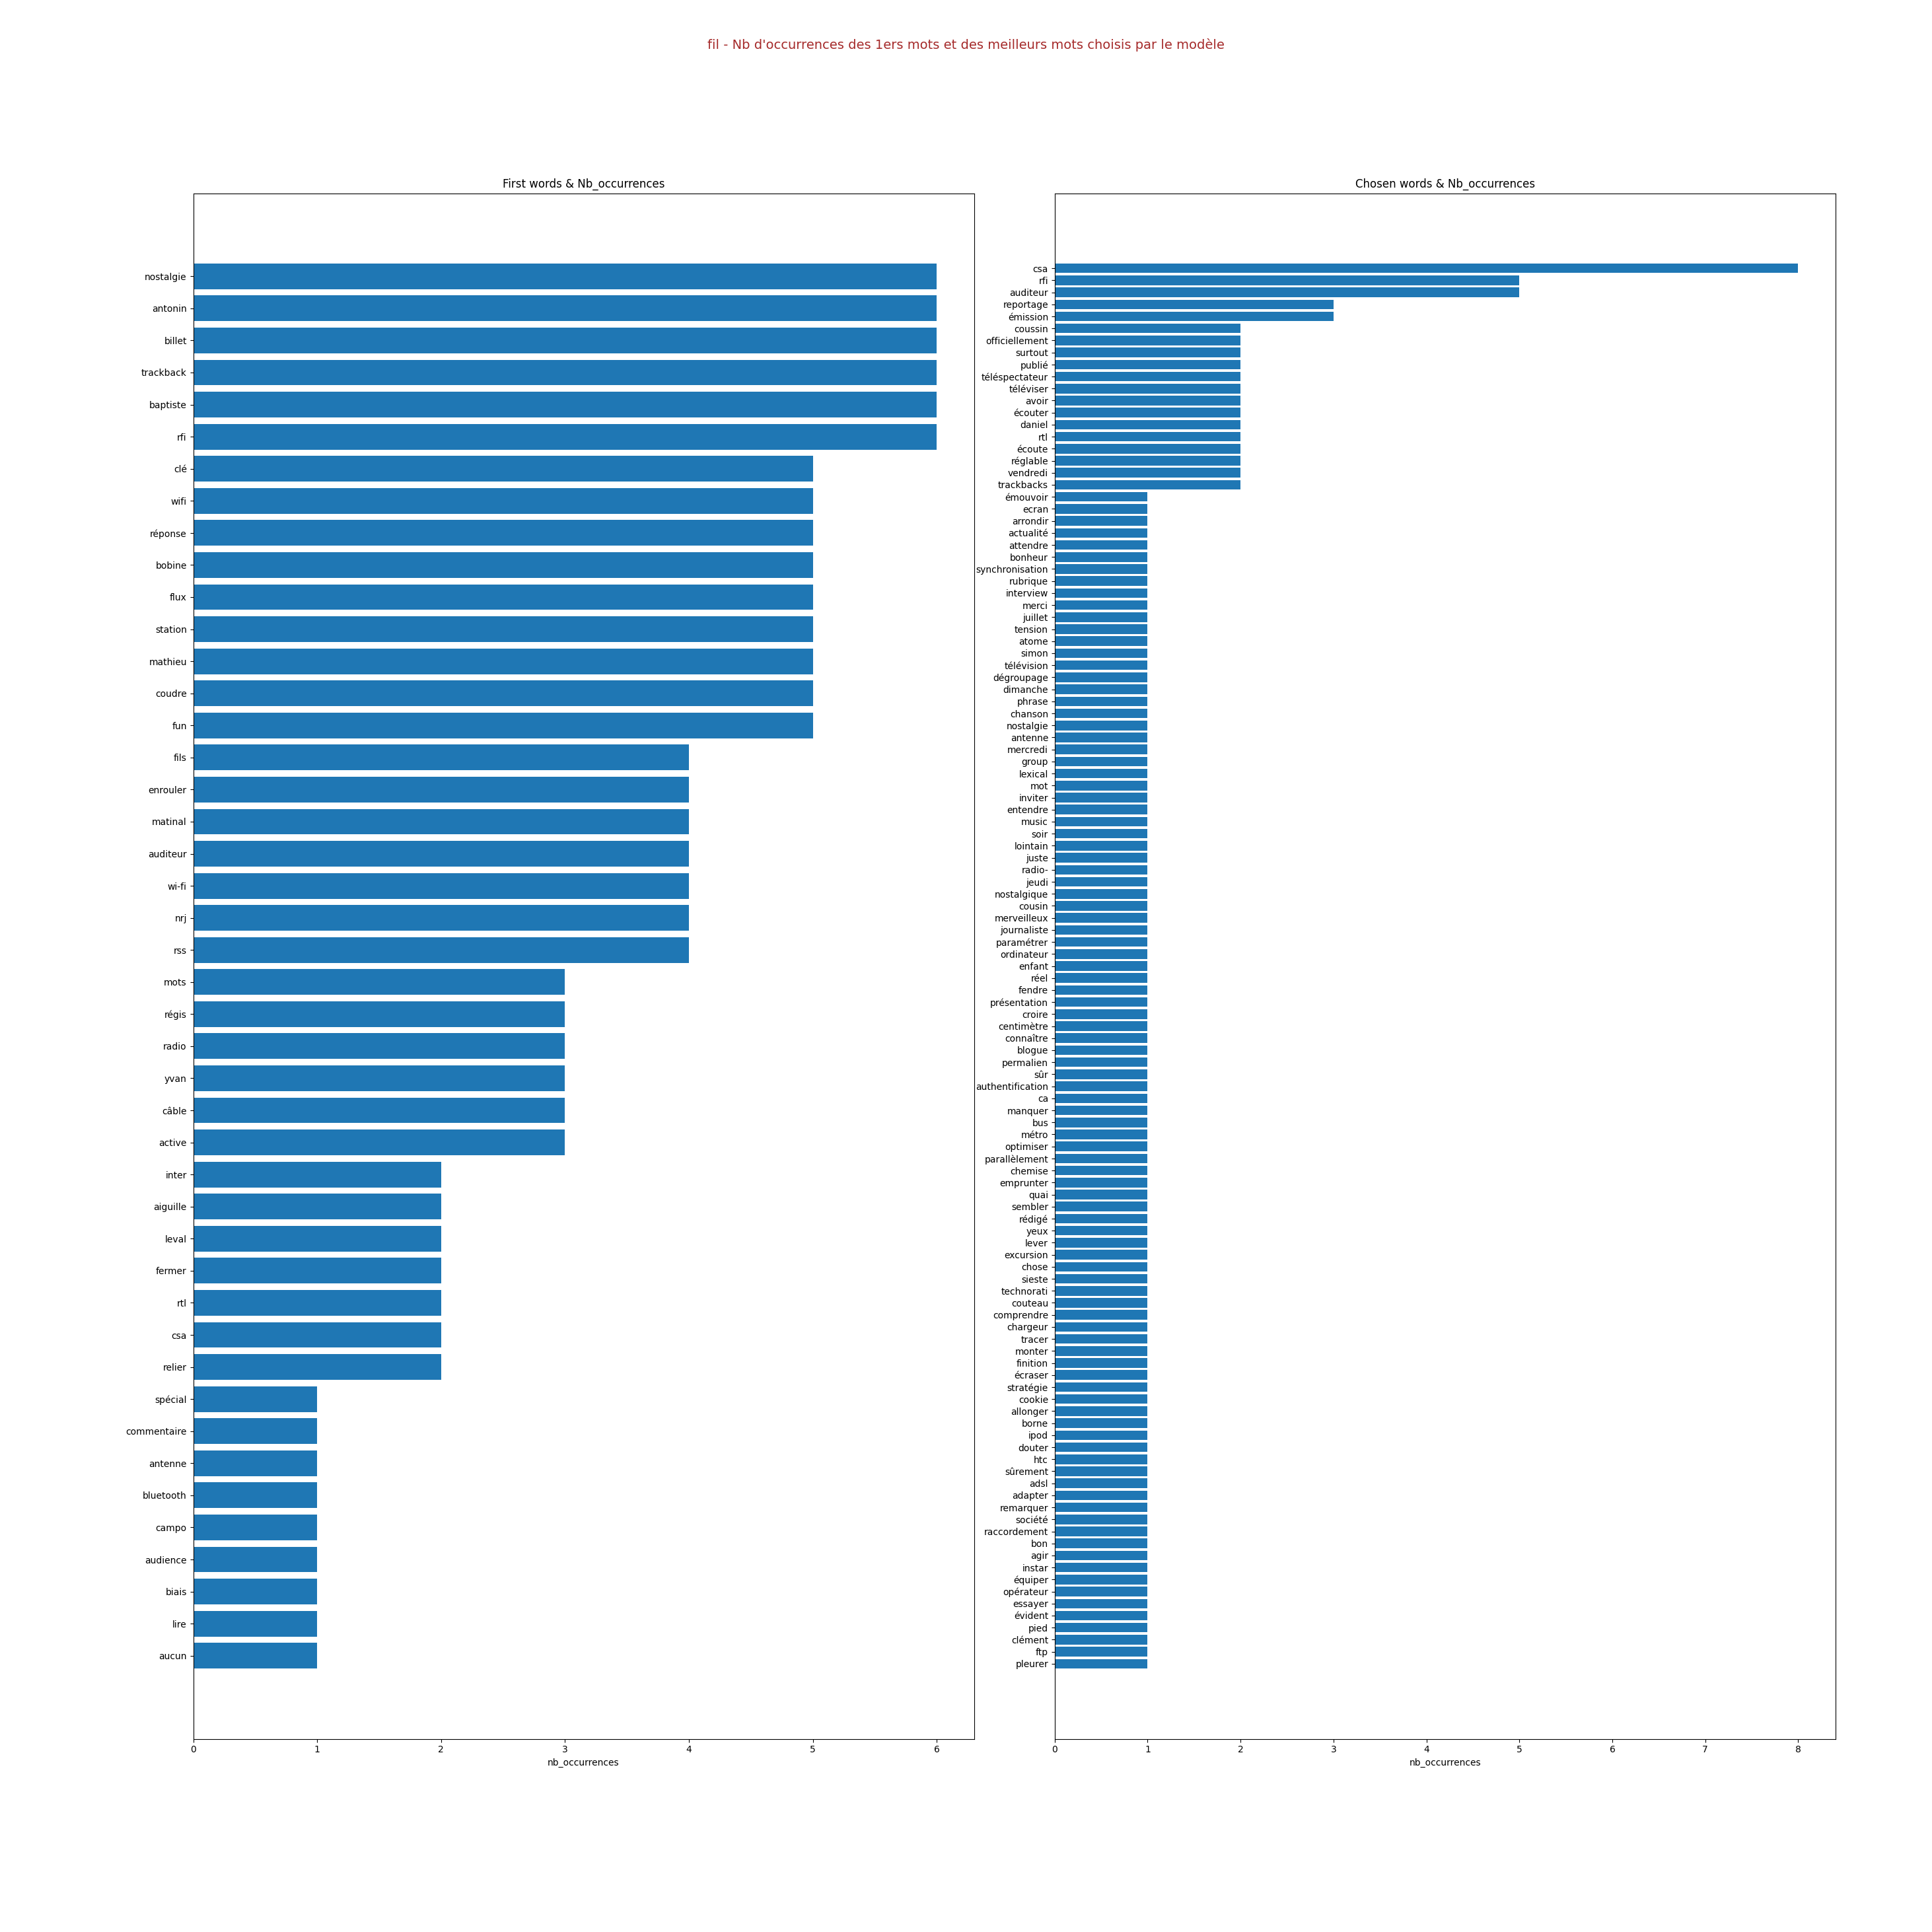 fil - Nb d'occurrences des 1ers mots et des meilleurs mots choisis par le modèle
First words & Nb_occurrences
nostalgie
antonin
billet
trackback
baptiste
rfi
clé
wifi
réponse
bobine
flux
station
mathieu
coudre
fun
fils
enrouler
matinal
auditeur
wi-fi
nrj
rss
mots
régis
radio
yvan
câble
active
inter
aiguille
leval
fermer
rtl
csa
relier
spécial
commentaire
antenne
bluetooth
campo
audience
biais
lire
aucun
0 1 2 3 4 5 6
nb_occurrences
Chosen words & Nb_occurrences
csa
rfi
auditeur
reportage
émission
coussin
officiellement
surtout
publié
téléspectateur
téléviser
avoir
écouter
daniel
rtl
écoute
réglable
vendredi
trackbacks
émouvoir
ecran
arrondir
actualité
attendre
bonheur
synchronisation
rubrique
interview
merci
juillet
tension
atome
simon
télévision
dégroupage
dimanche
phrase
chanson
nostalgie
antenne
mercredi
group
lexical
mot
inviter
entendre
music
soir
lointain
juste
radio-
jeudi
nostalgique
cousin
merveilleux
journaliste
paramétrer
ordinateur
enfant
réel
fendre
présentation
croire
centimètre
connaître
blogue
permalien
sûr
authentification
ca
manquer
bus
métro
optimiser
parallèlement
chemise
emprunter
quai
sembler
rédigé
yeux
lever
excursion
chose
sieste
technorati
couteau
comprendre
chargeur
tracer
monter
finition
écraser
stratégie
cookie
allonger
borne
ipod
douter
htc
sûrement
adsl
adapter
remarquer
société
raccordement
bon
agir
instar
équiper
opérateur
essayer
évident
pied
clément
ftp
pleurer
0 1 2 3 4 5 6 7 8
nb_occurrences